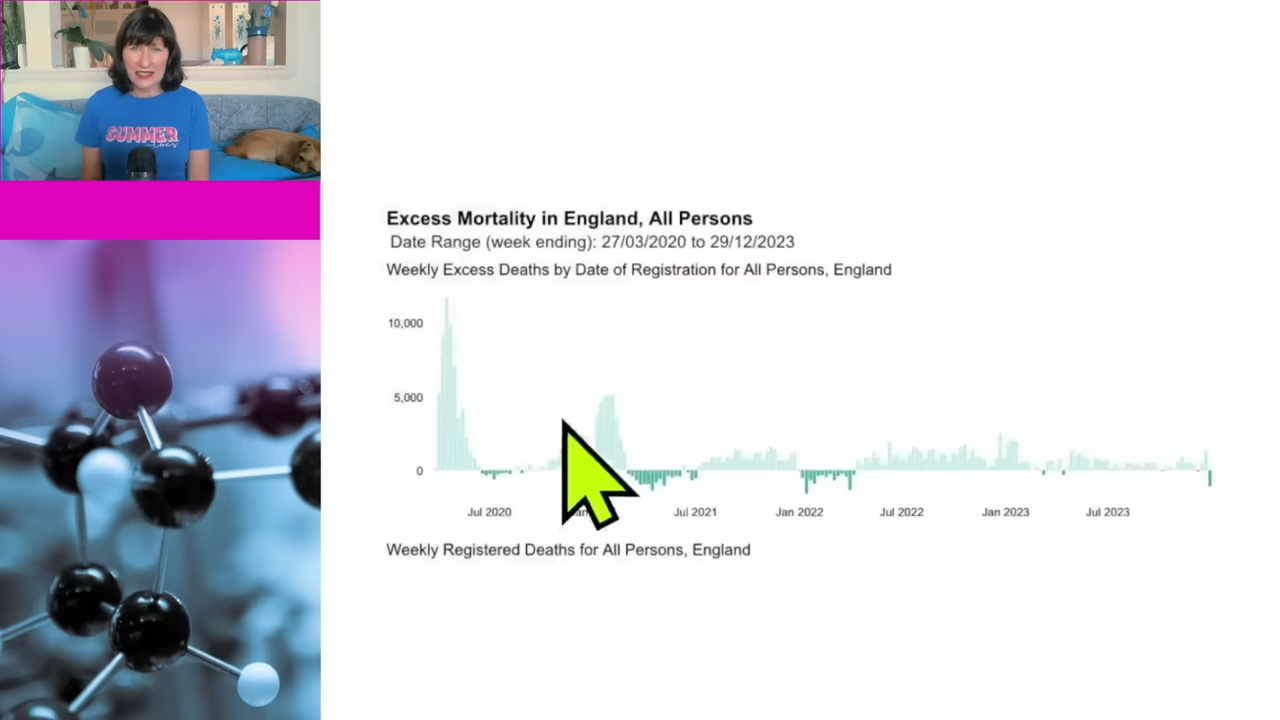 SUMMER
Excess Mortality in England, All Persons
Date Range (week ending): 27/03/2020 to 29/12/2023
Weekly Excess Deaths by Date of Registration for All Persons, England
10,000
5,000
0
Jul 2020
Jul 2021
Jan 2022
Jul 2022
Jan 2023
Jul 2023
Weekly Registered Deaths for All Persons, England